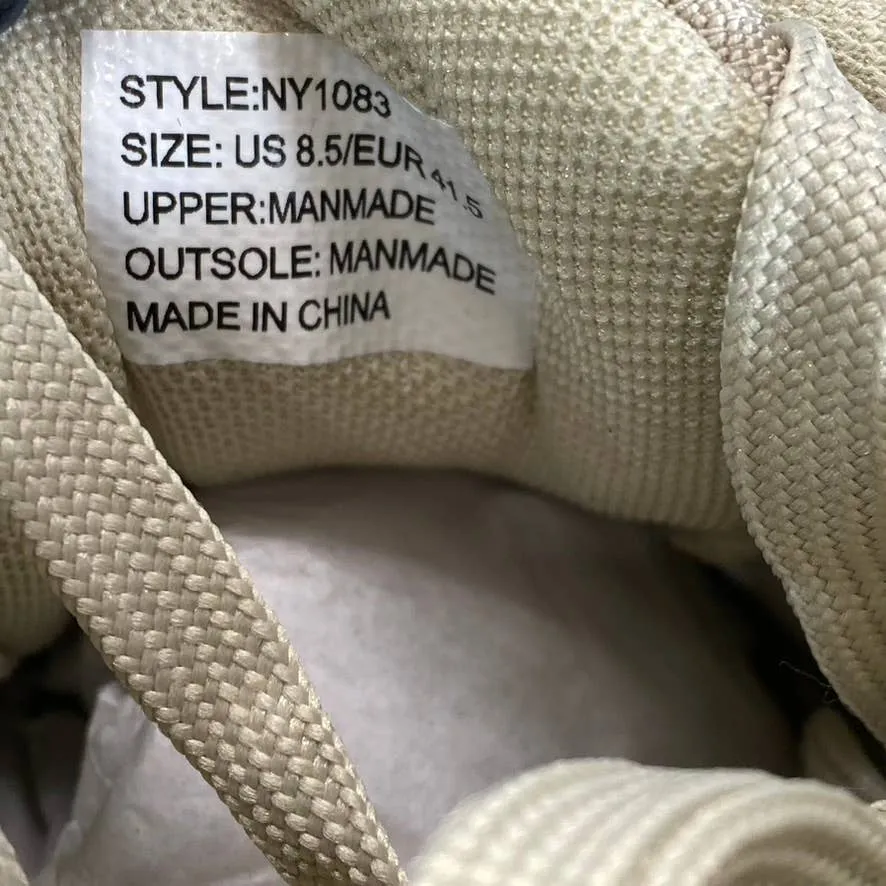 STYLE:NY1083
SIZE: US 8.5/EUR 41.5
UPPER:MANMADE
OUTSOLE: MANMADE
MADE IN CHINA